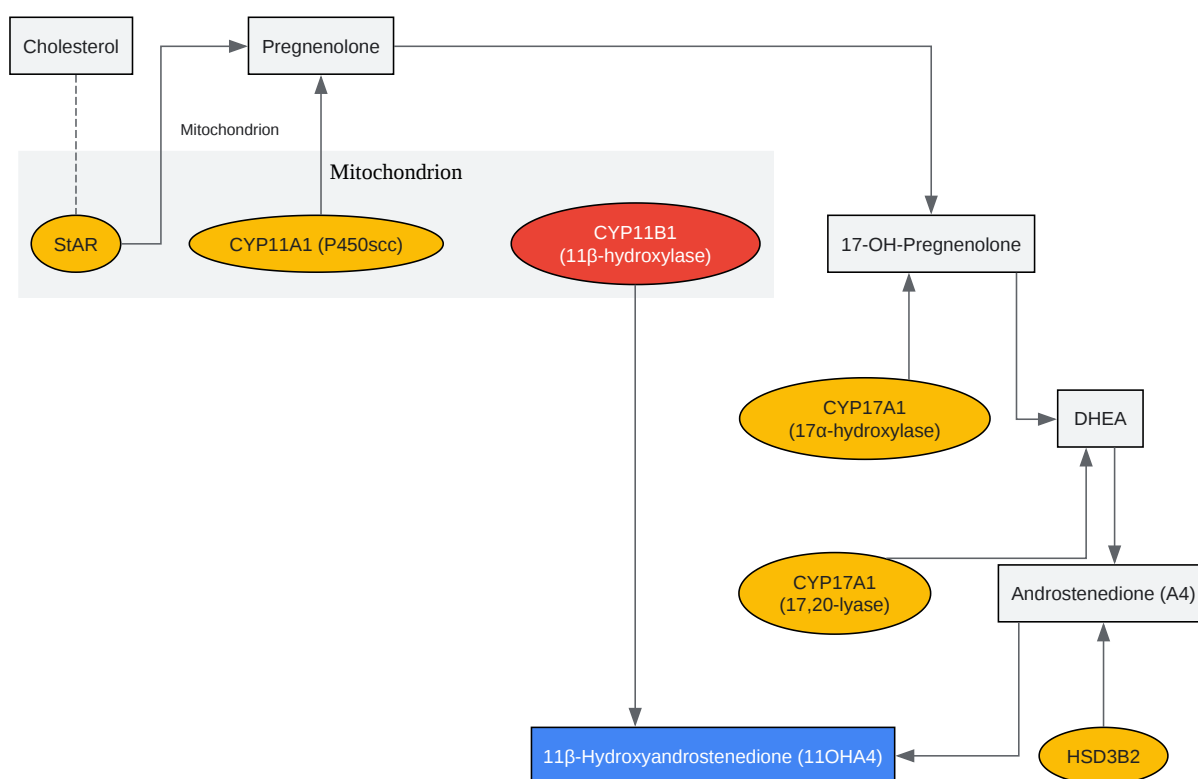 Cholesterol
Pregnenolone
Mitochondrion
Mitochondrion
StAR
CYP11A1 (P450scc)
CYP11B1
(11β-hydroxylase)
17-OH-Pregnenolone
CYP17A1
(17α-hydroxylase)
DHEA
CYP17A1
(17,20-lyase)
Androstenedione (A4)
11β-Hydroxyandrostenedione (11OHA4)
HSD3B2